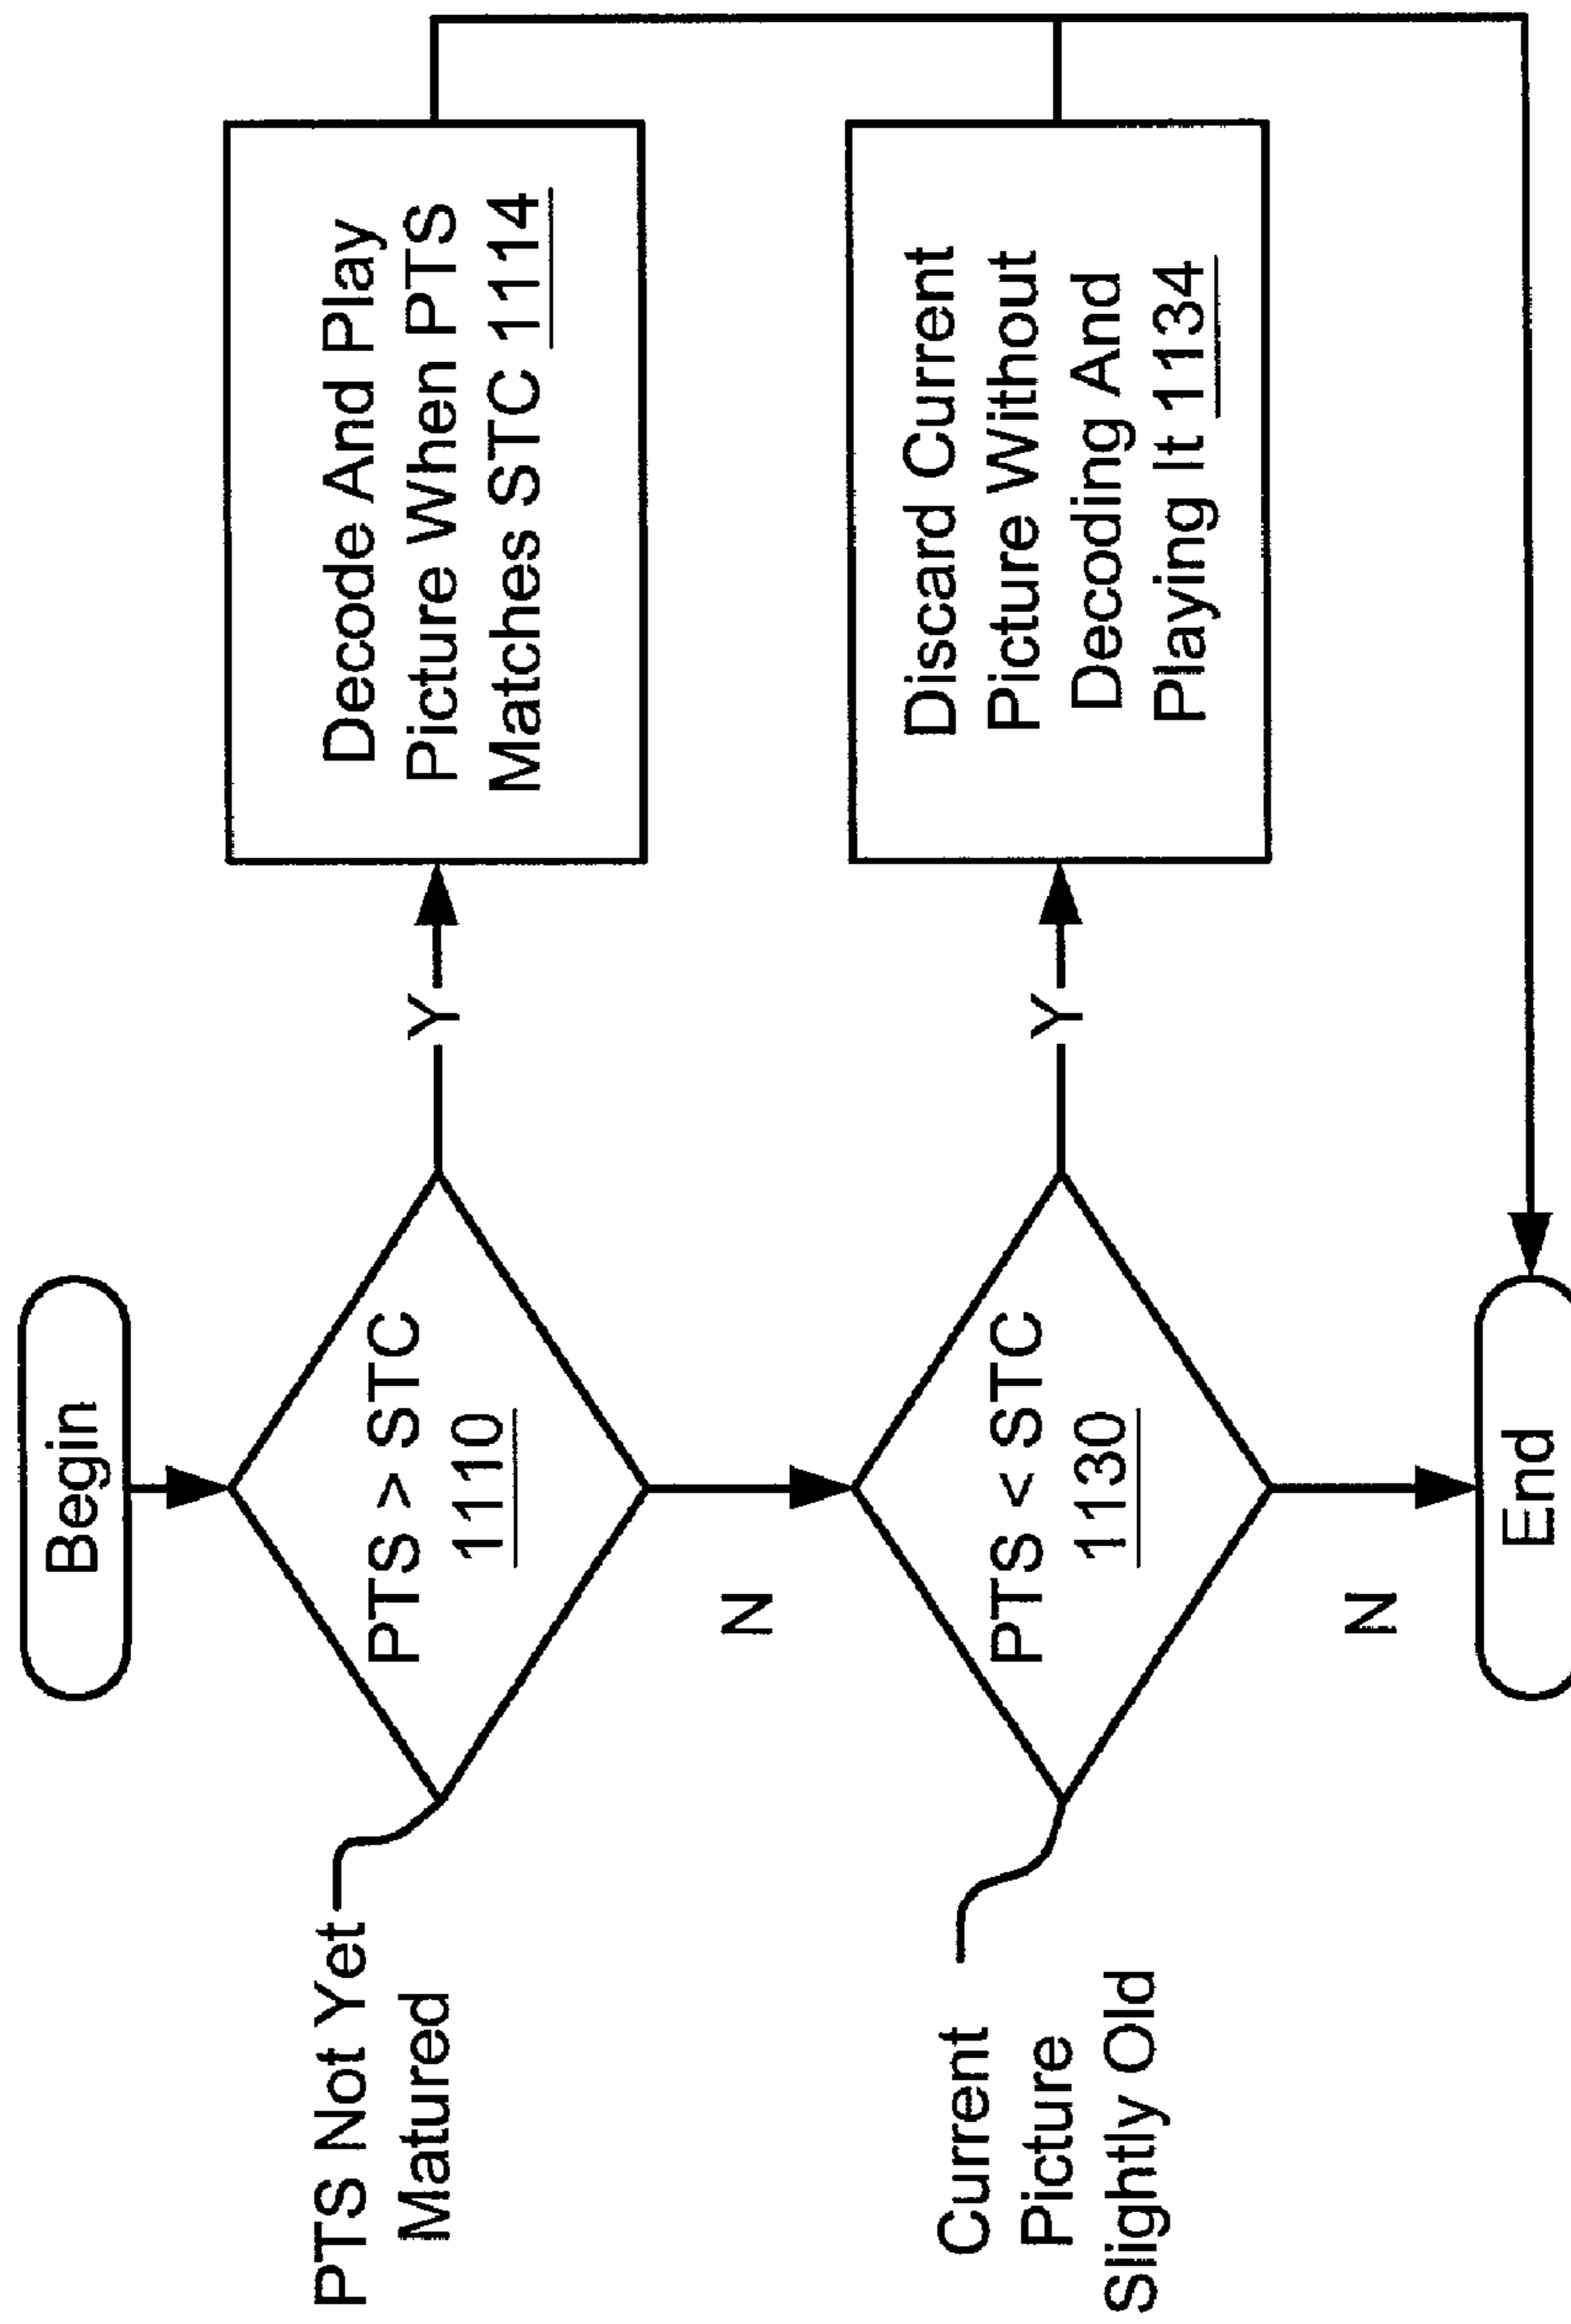 Begin
PTS Not Yet
Matured
PTS > STC
1110
Y
Decode And Play
Picture When PTS
Matches STC 1114
N
Current
Picture
Slightly Old
PTS < STC
1130
Y
Discard Current
Picture Without
Decoding And
Playing It 1134
N
End